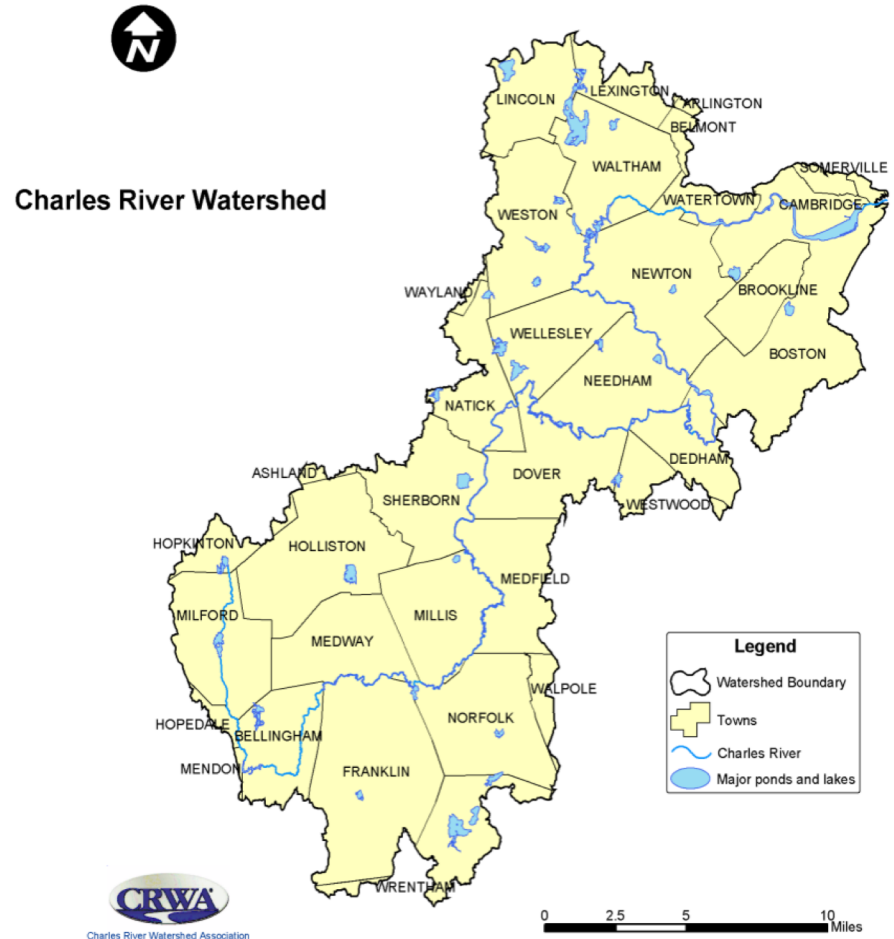 N
LINCOLN
LEXINGTON
ARLINGTON
BELMONT
WALTHAM
SOMERVILLE
Charles River Watershed
WESTON
WATERTOWN
CAMBRIDGE
NEWTON
WAYLAND
BROOKLINE
WELLESLEY
BOSTON
NEEDHAM
NATICK
DEDHAM
ASHLAND
SHERBORN
DOVER
WESTWOOD
HOPKINTON
HOLLISTON
MEDFIELD
MILFORD
MEDWAY
MILLIS
WALPOLE
HOPEDALE
BELLINGHAM
NORFOLK
MENDON
FRANKLIN
WRENTHAM
Legend
Watershed Boundary
Towns
Charles River
Major ponds and lakes
CRWA
Charles River Watershed Association
0 2.5 5 10
Miles